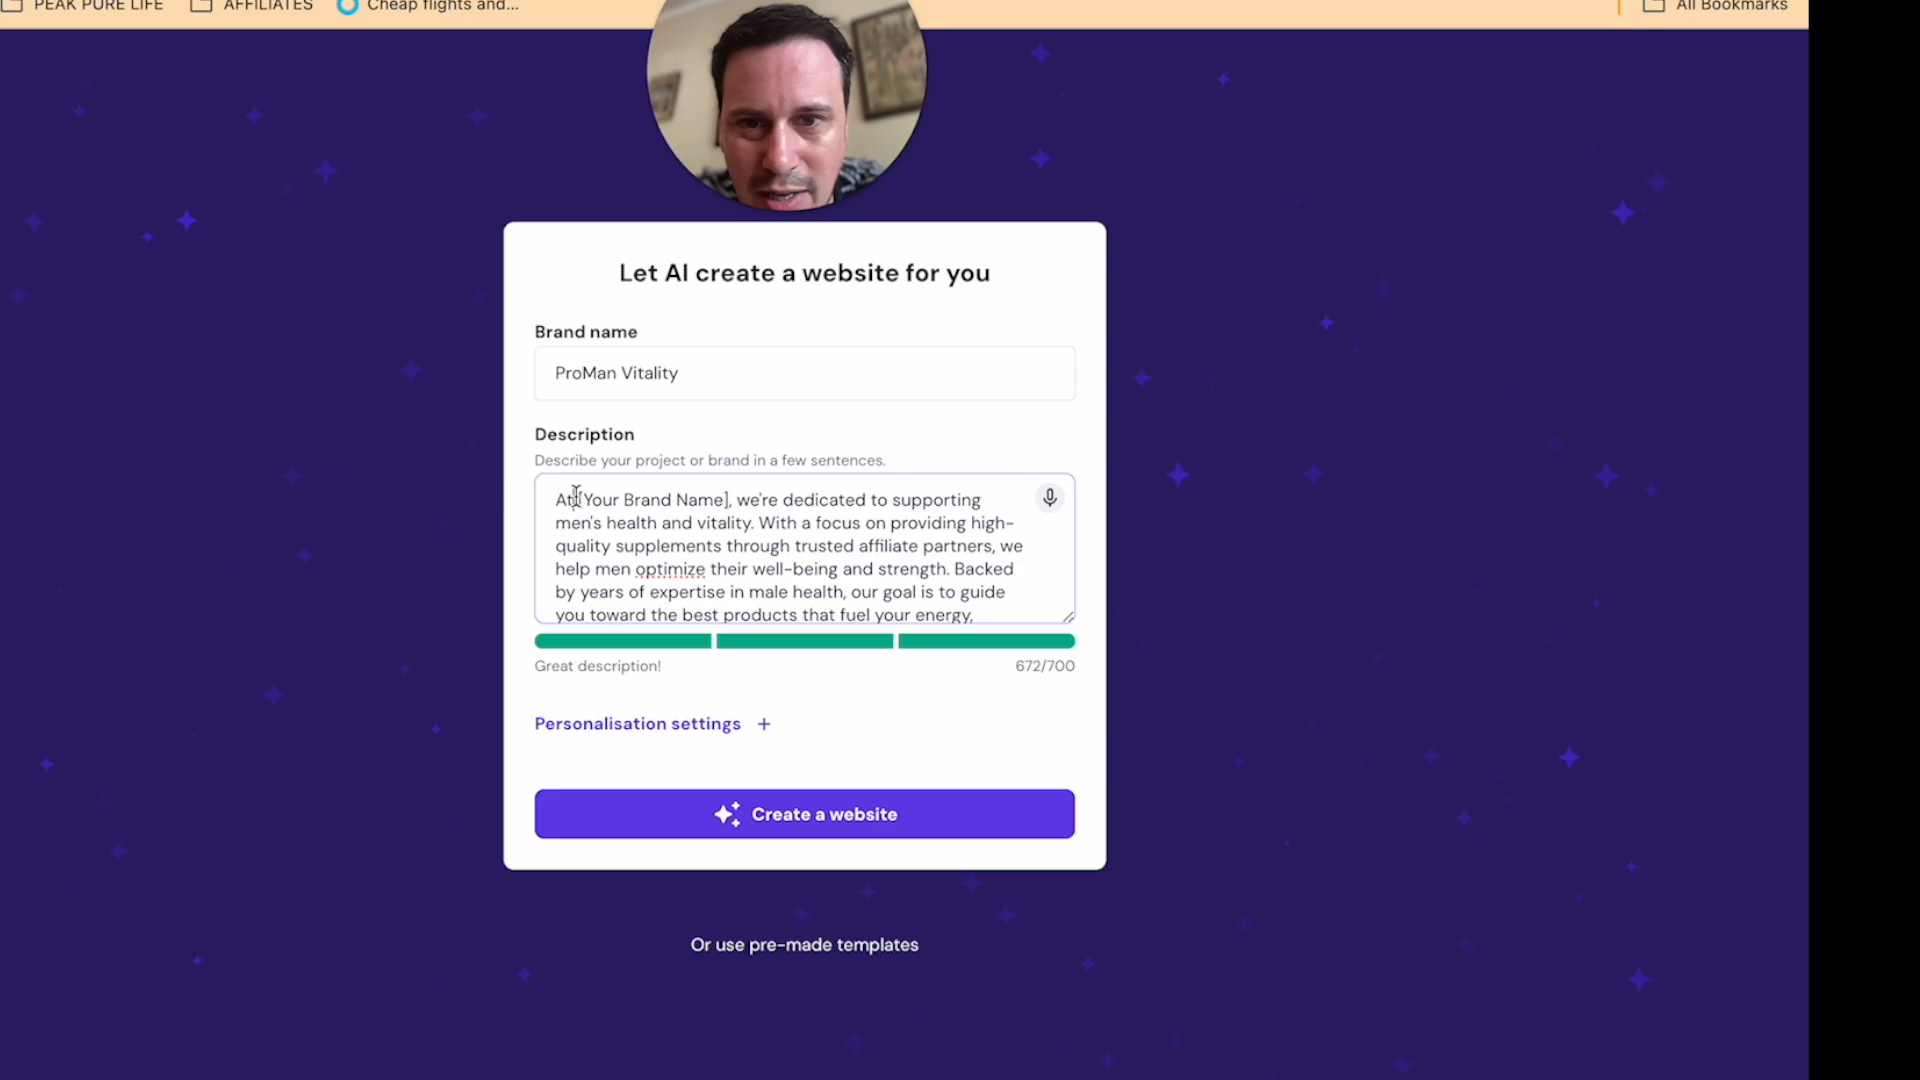 PEAK PURE LIFE AFFILIATES Cheap flights and... All Bookmarks
Let AI create a website for you
Brand name
ProMan Vitality
Description
Describe your project or brand in a few sentences.
At [Your Brand Name], we're dedicated to supporting
men's health and vitality. With a focus on providing high-
quality supplements through trusted affiliate partners, we
help men optimize their well-being and strength. Backed
by years of expertise in male health, our goal is to guide
you toward the best products that fuel your energy,
Great description! 672/700
Personalisation settings +
Create a website
Or use pre-made templates